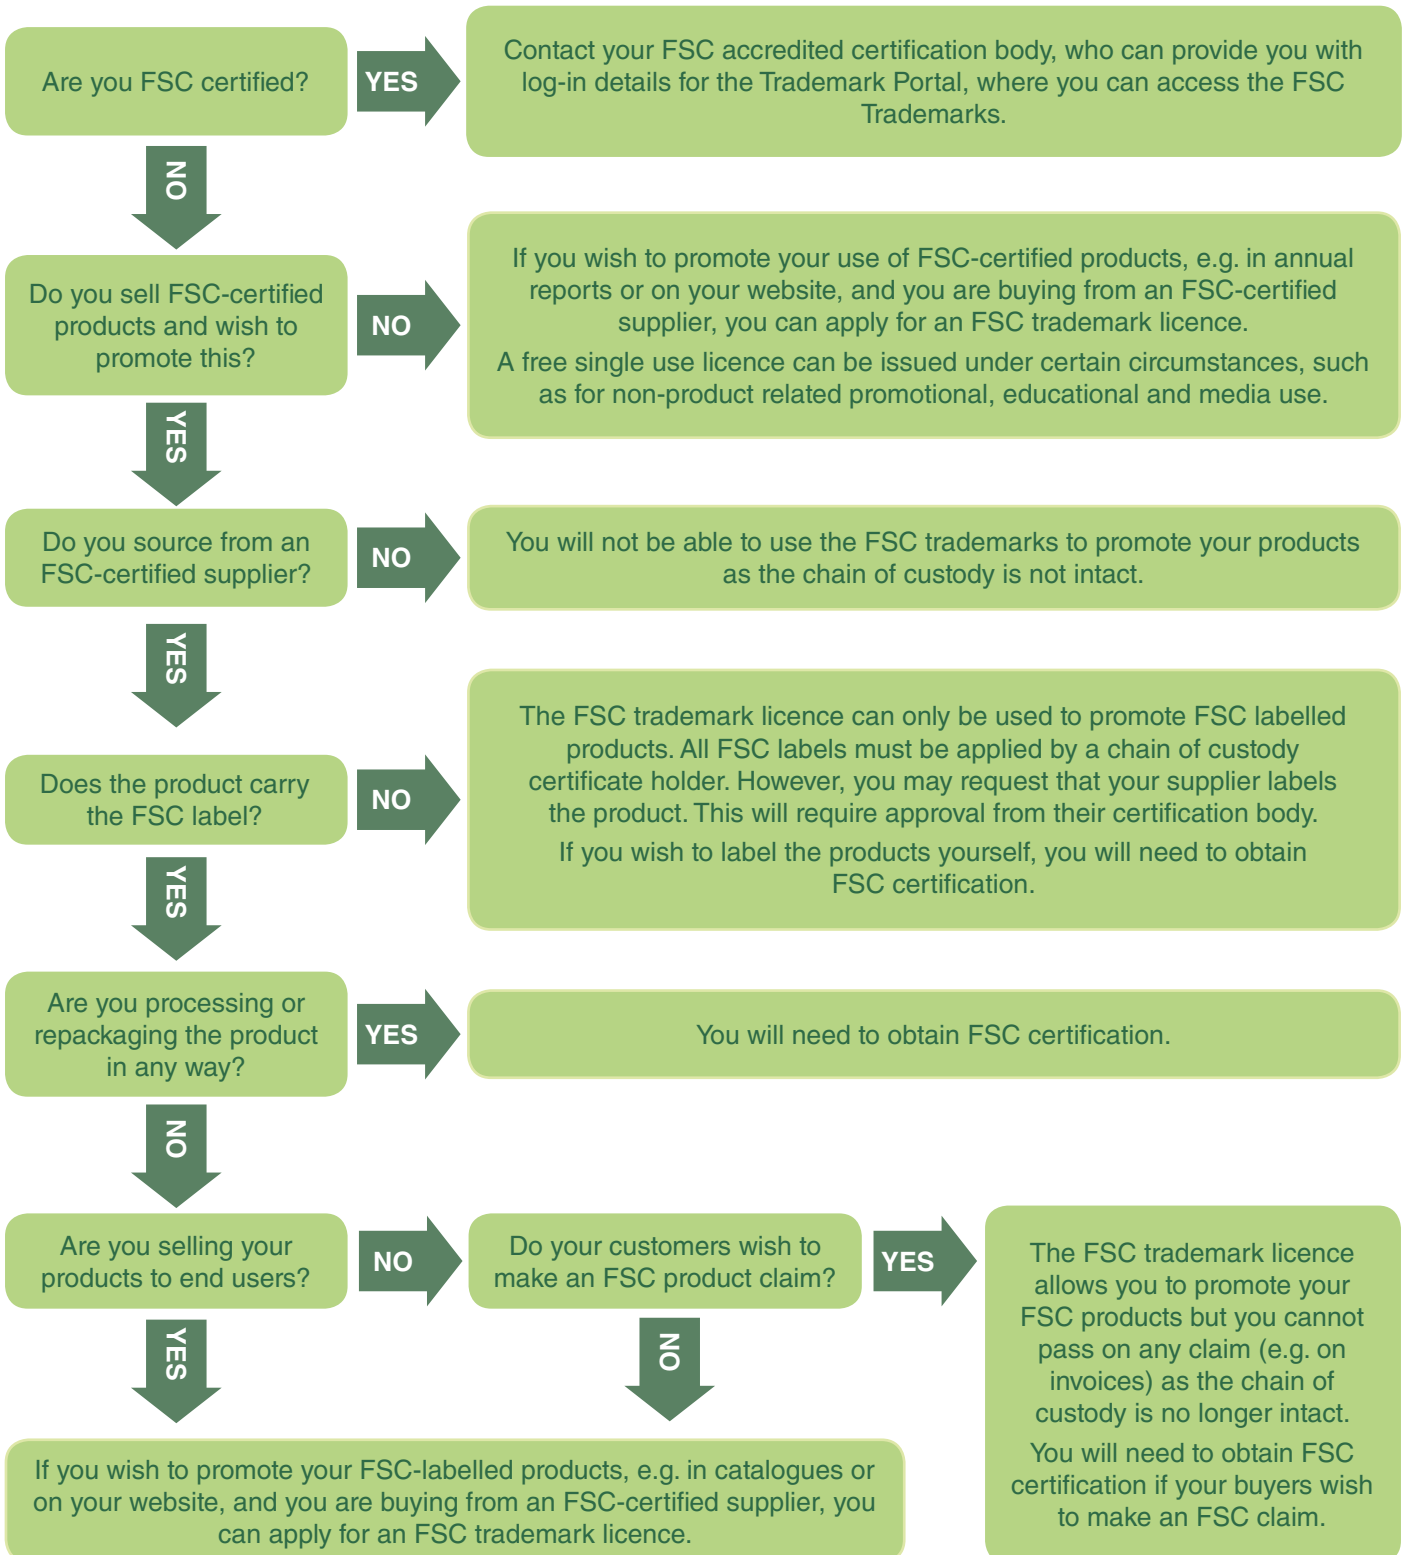 Are you FSC certified?
YES
Contact your FSC accredited certification body, who can provide you with
log-in details for the Trademark Portal, where you can access the FSC
Trademarks.
NO
Do you sell FSC-certified
products and wish to
promote this?
NO
If you wish to promote your use of FSC-certified products, e.g. in annual
reports or on your website, and you are buying from an FSC-certified
supplier, you can apply for an FSC trademark licence.
A free single use licence can be issued under certain circumstances, such
as for non-product related promotional, educational and media use.
YES
Do you source from an
FSC-certified supplier?
NO
You will not be able to use the FSC trademarks to promote your products
as the chain of custody is not intact.
YES
Does the product carry
the FSC label?
NO
The FSC trademark licence can only be used to promote FSC labelled
products. All FSC labels must be applied by a chain of custody
certificate holder. However, you may request that your supplier labels
the product. This will require approval from their certification body.
If you wish to label the products yourself, you will need to obtain
FSC certification.
YES
Are you processing or
repackaging the product
in any way?
YES
You will need to obtain FSC certification.
NO
Are you selling your
products to end users?
NO
Do your customers wish to
make an FSC product claim?
YES
The FSC trademark licence
allows you to promote your
FSC products but you cannot
pass on any claim (e.g. on
invoices) as the chain of
custody is no longer intact.
You will need to obtain FSC
certification if your buyers wish
to make an FSC claim.
YES
NO
If you wish to promote your FSC-labelled products, e.g. in catalogues or
on your website, and you are buying from an FSC-certified supplier, you
can apply for an FSC trademark licence.